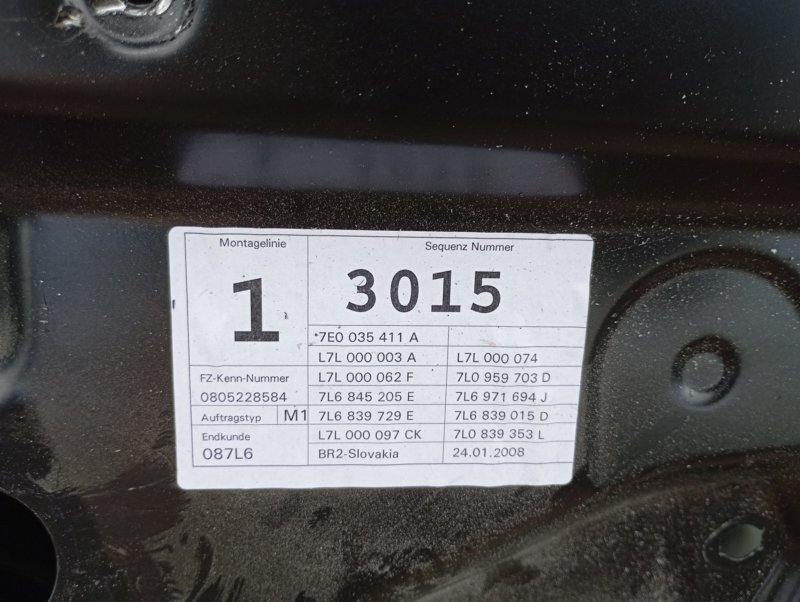 Montagelinie
Sequenz Nummer
1
3015
7E0 035 411 A
L7L 000 003 A L7L 000 074
FZ-Kenn-Nummer L7L 000 062 F 7L0 959 703 D
0805228584 7L6 845 205 E 7L6 971 694 J
Auftragstyp M1 7L6 839 729 E 7L6 839 015 D
Endkunde L7L 000 097 CK 7L0 839 353 L
087L6 BR2-Slovakia 24.01.2008